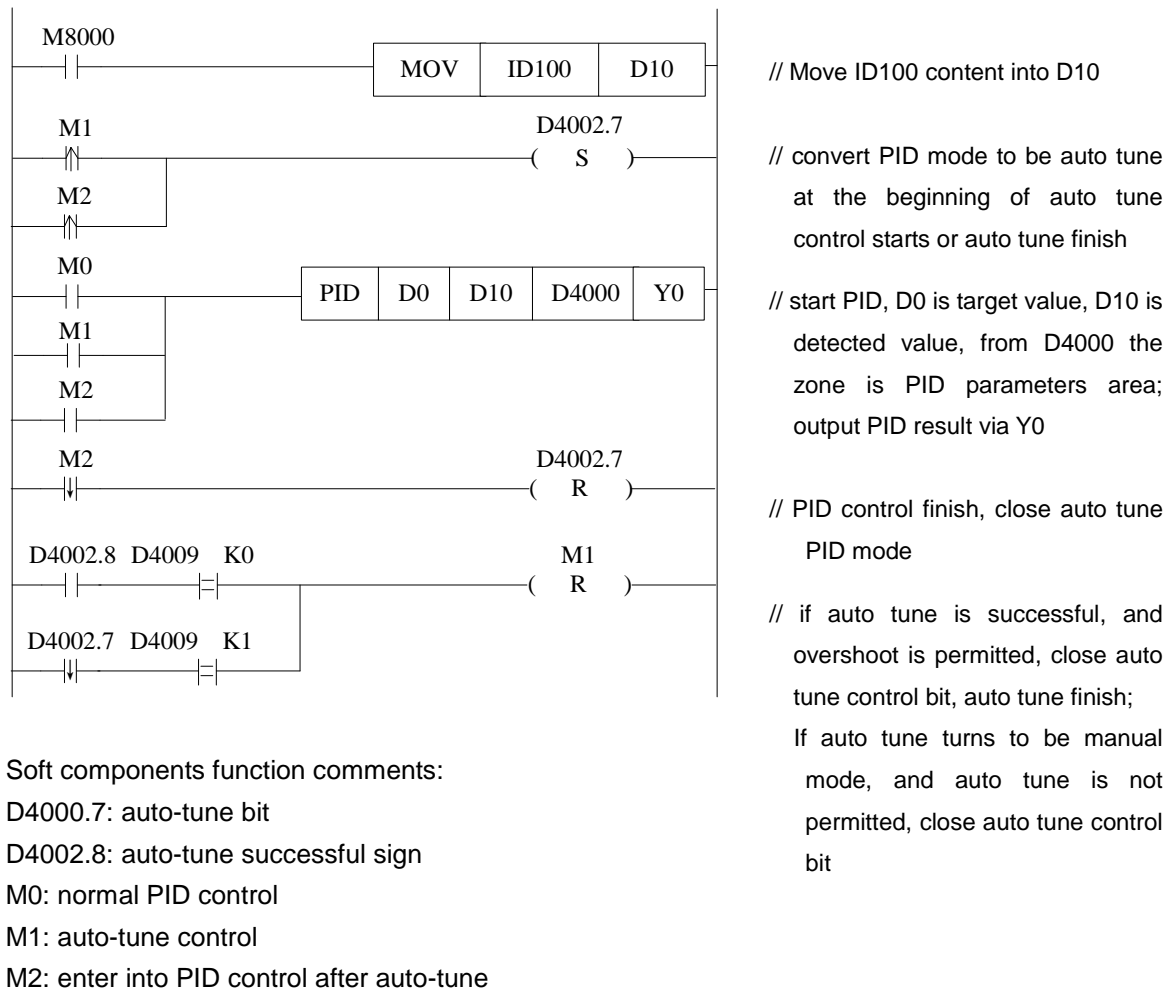 M8000
MOV ID100 D10
// Move ID100 content into D10
M1
D4002.7
( S )
// convert PID mode to be auto tune
at the beginning of auto tune
control starts or auto tune finish
M2
M0
PID D0 D10 D4000 Y0
// start PID, D0 is target value, D10 is
detected value, from D4000 the
zone is PID parameters area;
output PID result via Y0
M1
M2
M2
D4002.7
( R )
// PID control finish, close auto tune
PID mode
D4002.8 D4009 K0
=
M1
( R )
D4002.7 D4009 K1
=
// if auto tune is successful, and
overshoot is permitted, close auto
tune control bit, auto tune finish;
If auto tune turns to be manual
mode, and auto tune is not
permitted, close auto tune control
bit
Soft components function comments:
D4000.7: auto-tune bit
D4002.8: auto-tune successful sign
M0: normal PID control
M1: auto-tune control
M2: enter into PID control after auto-tune